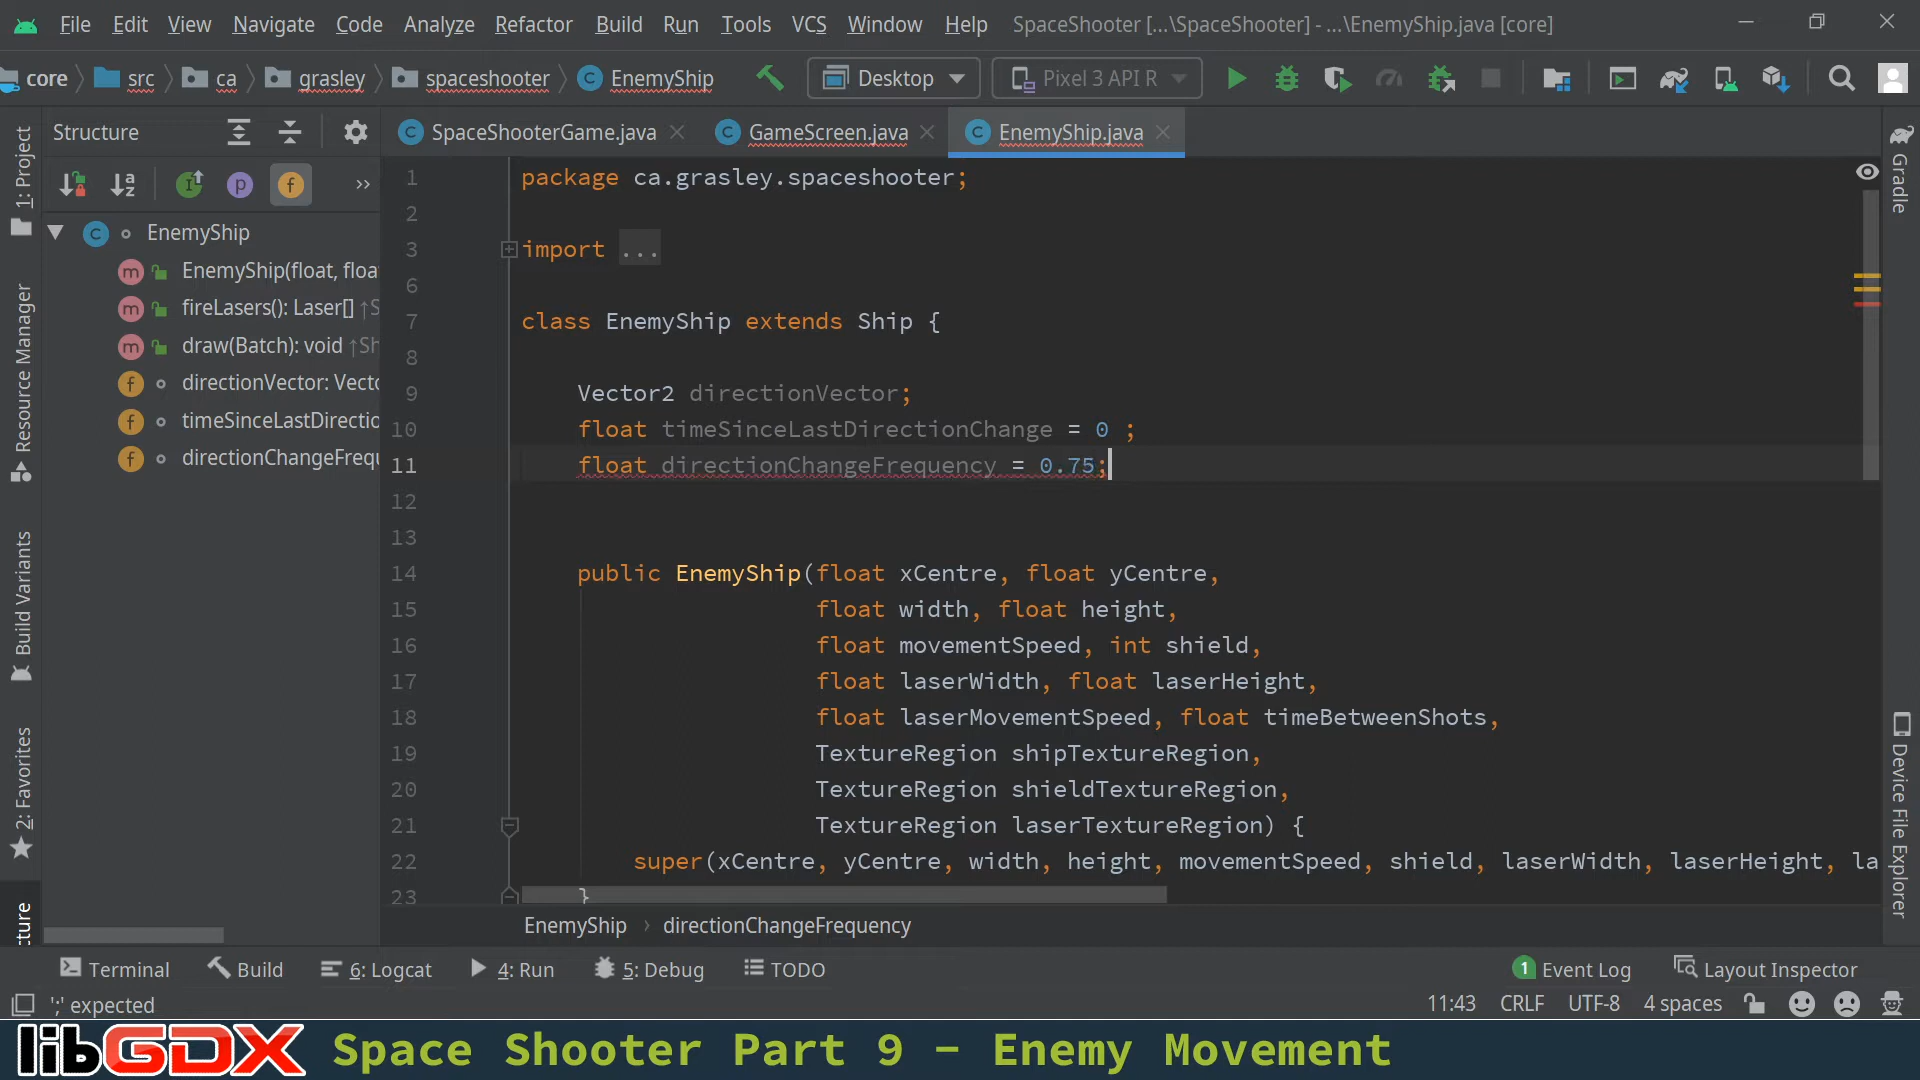 File Edit View Navigate Code Analyze Refactor Build Run Tools VCS Window Help SpaceShooter [...\SpaceShooter] - ...\EnemyShip.java [core]
core src ca grasley spaceshooter EnemyShip Desktop Pixel 3 API R
Structure SpaceShooterGame.java GameScreen.java EnemyShip.java
EnemyShip
EnemyShip(float, floa
fireLasers(): Laser[] ↑S
draw(Batch): void ↑Sh
directionVector: Vecto
timeSinceLastDirectio
directionChangeFrequ
1: Project
Resource Manager
Build Variants
2: Favorites
cture
1 package ca.grasley.spaceshooter;
2
3 import ...
6
7 class EnemyShip extends Ship {
8
9 Vector2 directionVector;
10 float timeSinceLastDirectionChange = 0 ;
11 float directionChangeFrequency = 0.75;
12
13
14 public EnemyShip(float xCentre, float yCentre,
15 float width, float height,
16 float movementSpeed, int shield,
17 float laserWidth, float laserHeight,
18 float laserMovementSpeed, float timeBetweenShots,
19 TextureRegion shipTextureRegion,
20 TextureRegion shieldTextureRegion,
21 TextureRegion laserTextureRegion) {
22 super(xCentre, yCentre, width, height, movementSpeed, shield, laserWidth, laserHeight, la
23 }
Gradle
Device File Explorer
EnemyShip › directionChangeFrequency
Terminal Build 6: Logcat 4: Run 5: Debug TODO 1 Event Log Layout Inspector
';' expected 11:43 CRLF UTF-8 4 spaces
libGDX Space Shooter Part 9 - Enemy Movement